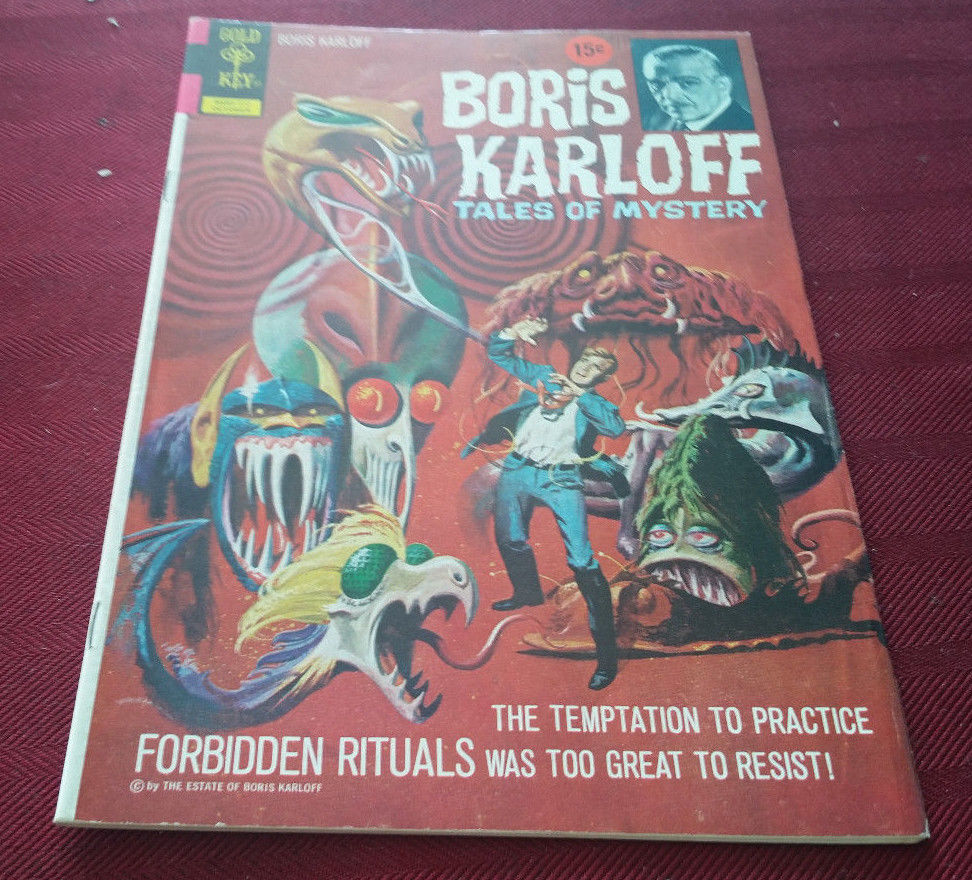 GOLD
KEY
BORIS KARLOFF
15¢
BORiS
KARLOFF
TALES OF MYSTERY
THE TEMPTATION TO PRACTICE
FORBIDDEN RITUALS WAS TOO GREAT TO RESIST!
© by THE ESTATE OF BORIS KARLOFF